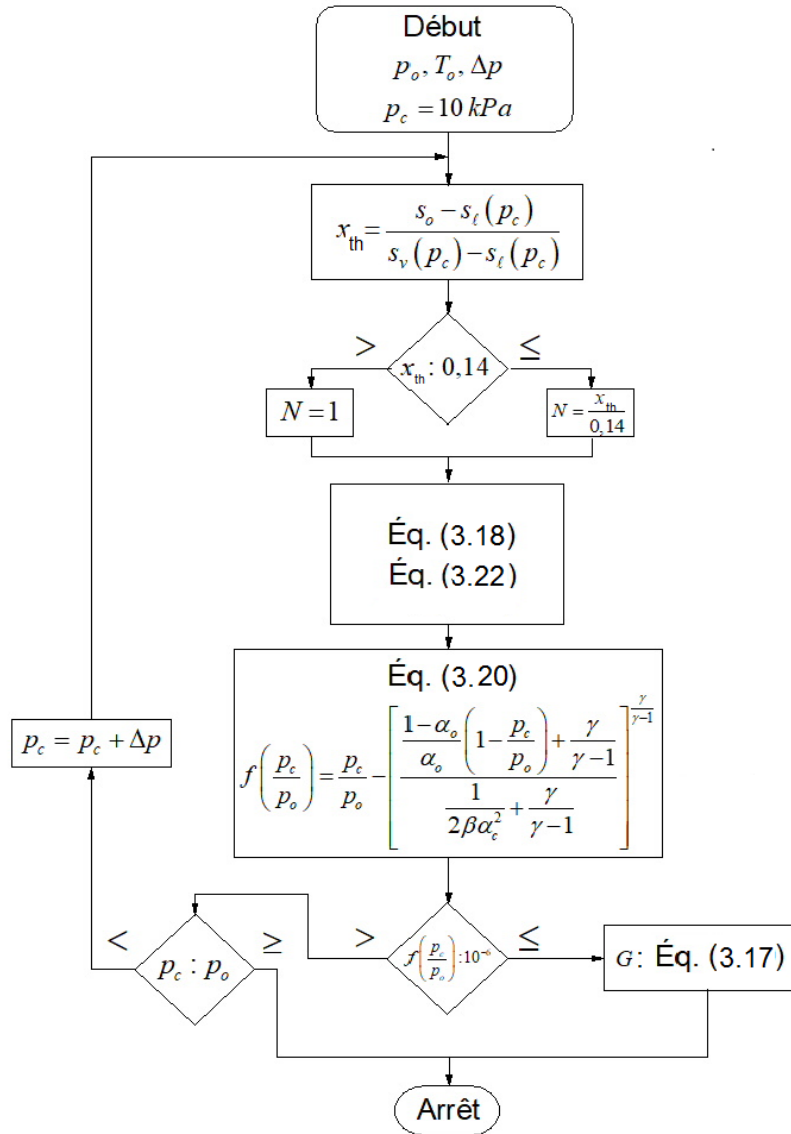 Début
p_o, T_o, Δp
p_c = 10 kPa
x_th = (s_o − s_ℓ(p_c)) / (s_v(p_c) − s_ℓ(p_c))
> x_th : 0,14 ≤
N = 1
N = x_th / 0,14
Éq. (3.18)
Éq. (3.22)
Éq. (3.20)
f(p_c/p_o) = p_c/p_o − [((1−α_o)/α_o (1 − p_c/p_o) + γ/(γ−1)) / (1/(2βα_c^2) + γ/(γ−1))]^(γ/(γ−1))
p_c = p_c + Δp
< p_c : p_o ≥
> f(p_c/p_o) : 10^−6 ≤
G : Éq. (3.17)
Arrêt